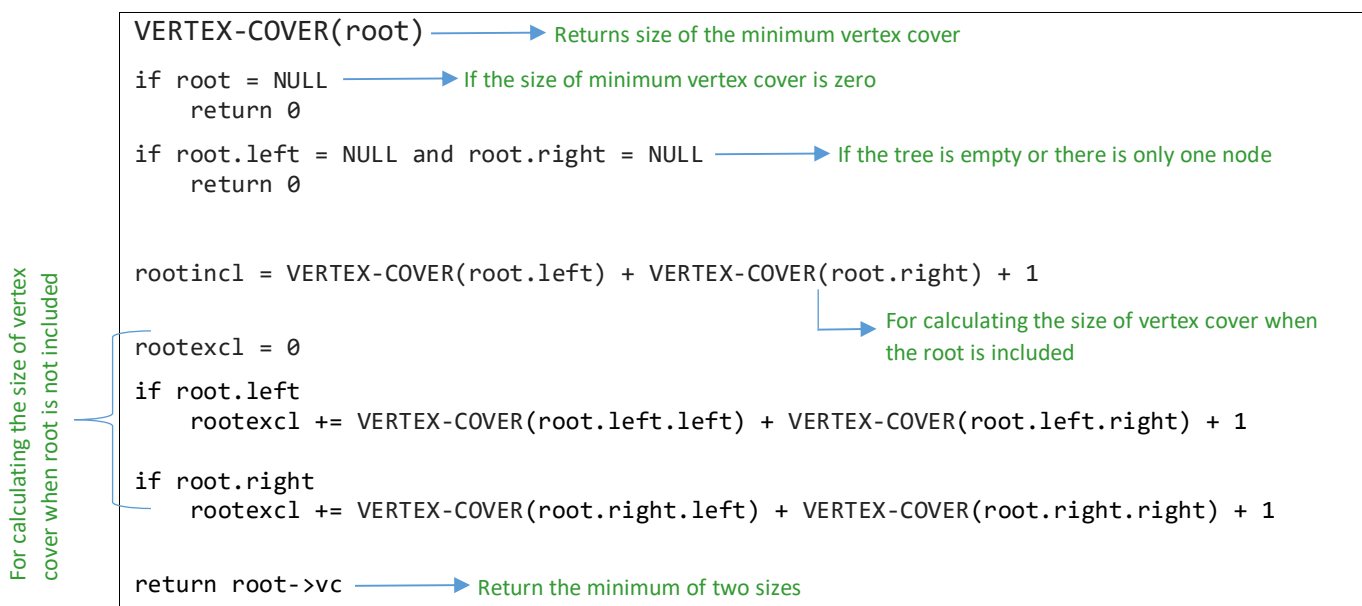 VERTEX-COVER(root) Returns size of the minimum vertex cover
if root = NULL If the size of minimum vertex cover is zero
return 0
if root.left = NULL and root.right = NULL If the tree is empty or there is only one node
return 0
rootincl = VERTEX-COVER(root.left) + VERTEX-COVER(root.right) + 1
For calculating the size of vertex cover when
the root is included
For calculating the size of vertex
cover when root is not included
rootexcl = 0
if root.left
rootexcl += VERTEX-COVER(root.left.left) + VERTEX-COVER(root.left.right) + 1
if root.right
rootexcl += VERTEX-COVER(root.right.left) + VERTEX-COVER(root.right.right) + 1
return root->vc Return the minimum of two sizes